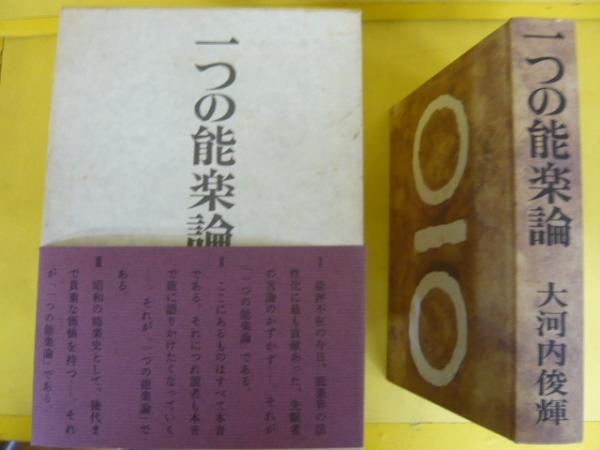 一つの能楽論
■ 能評不在の今日、能楽界の活
性化に最も貢献あった、先駆者
の言論のかずかず──。それが
「一つの能楽論」である。
■ ここにあるものはすべて本音
である。それにつれ読者も本音
で能に語りかけたくなっていく
──。それが「一つの能楽論」で
ある。
■ 昭和の能楽史として、後代ま
で貴重な価値を持つ──。それ
が「一つの能楽論」である。
一つの能楽論
大河内俊輝